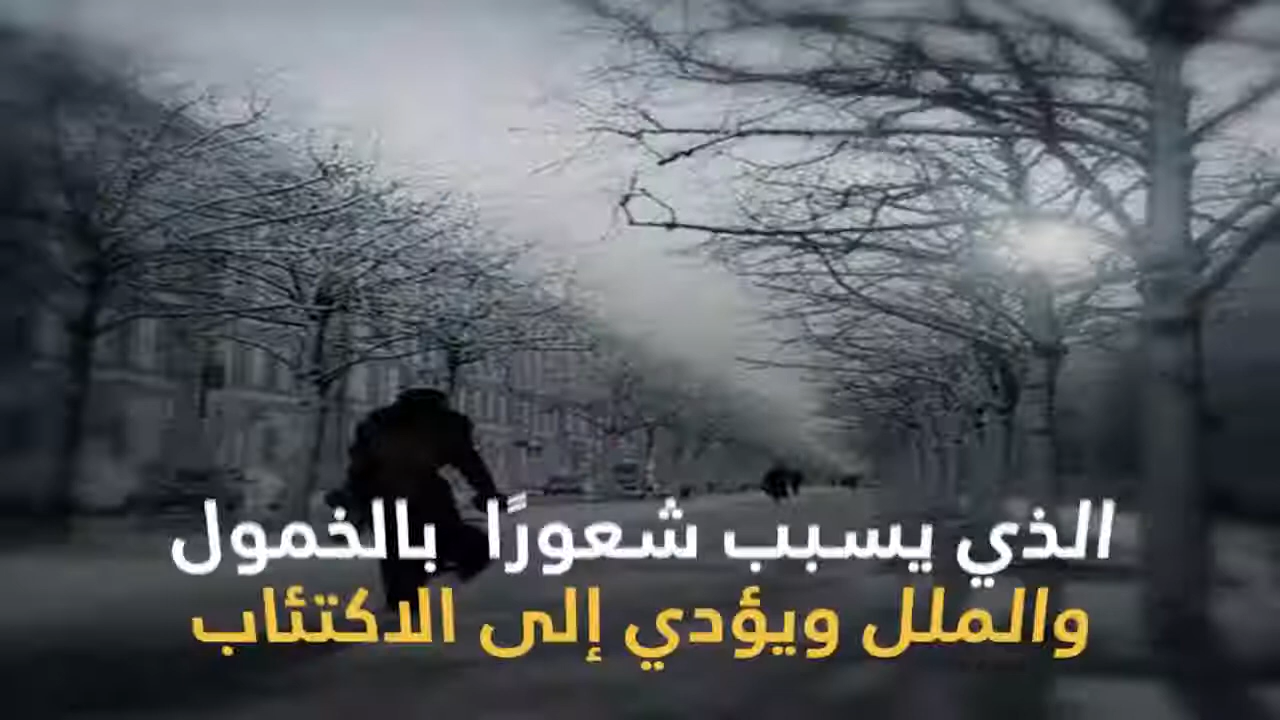 الذي يسبب شعورًا بالخمول
والملل ويؤدي إلى الاكتئاب